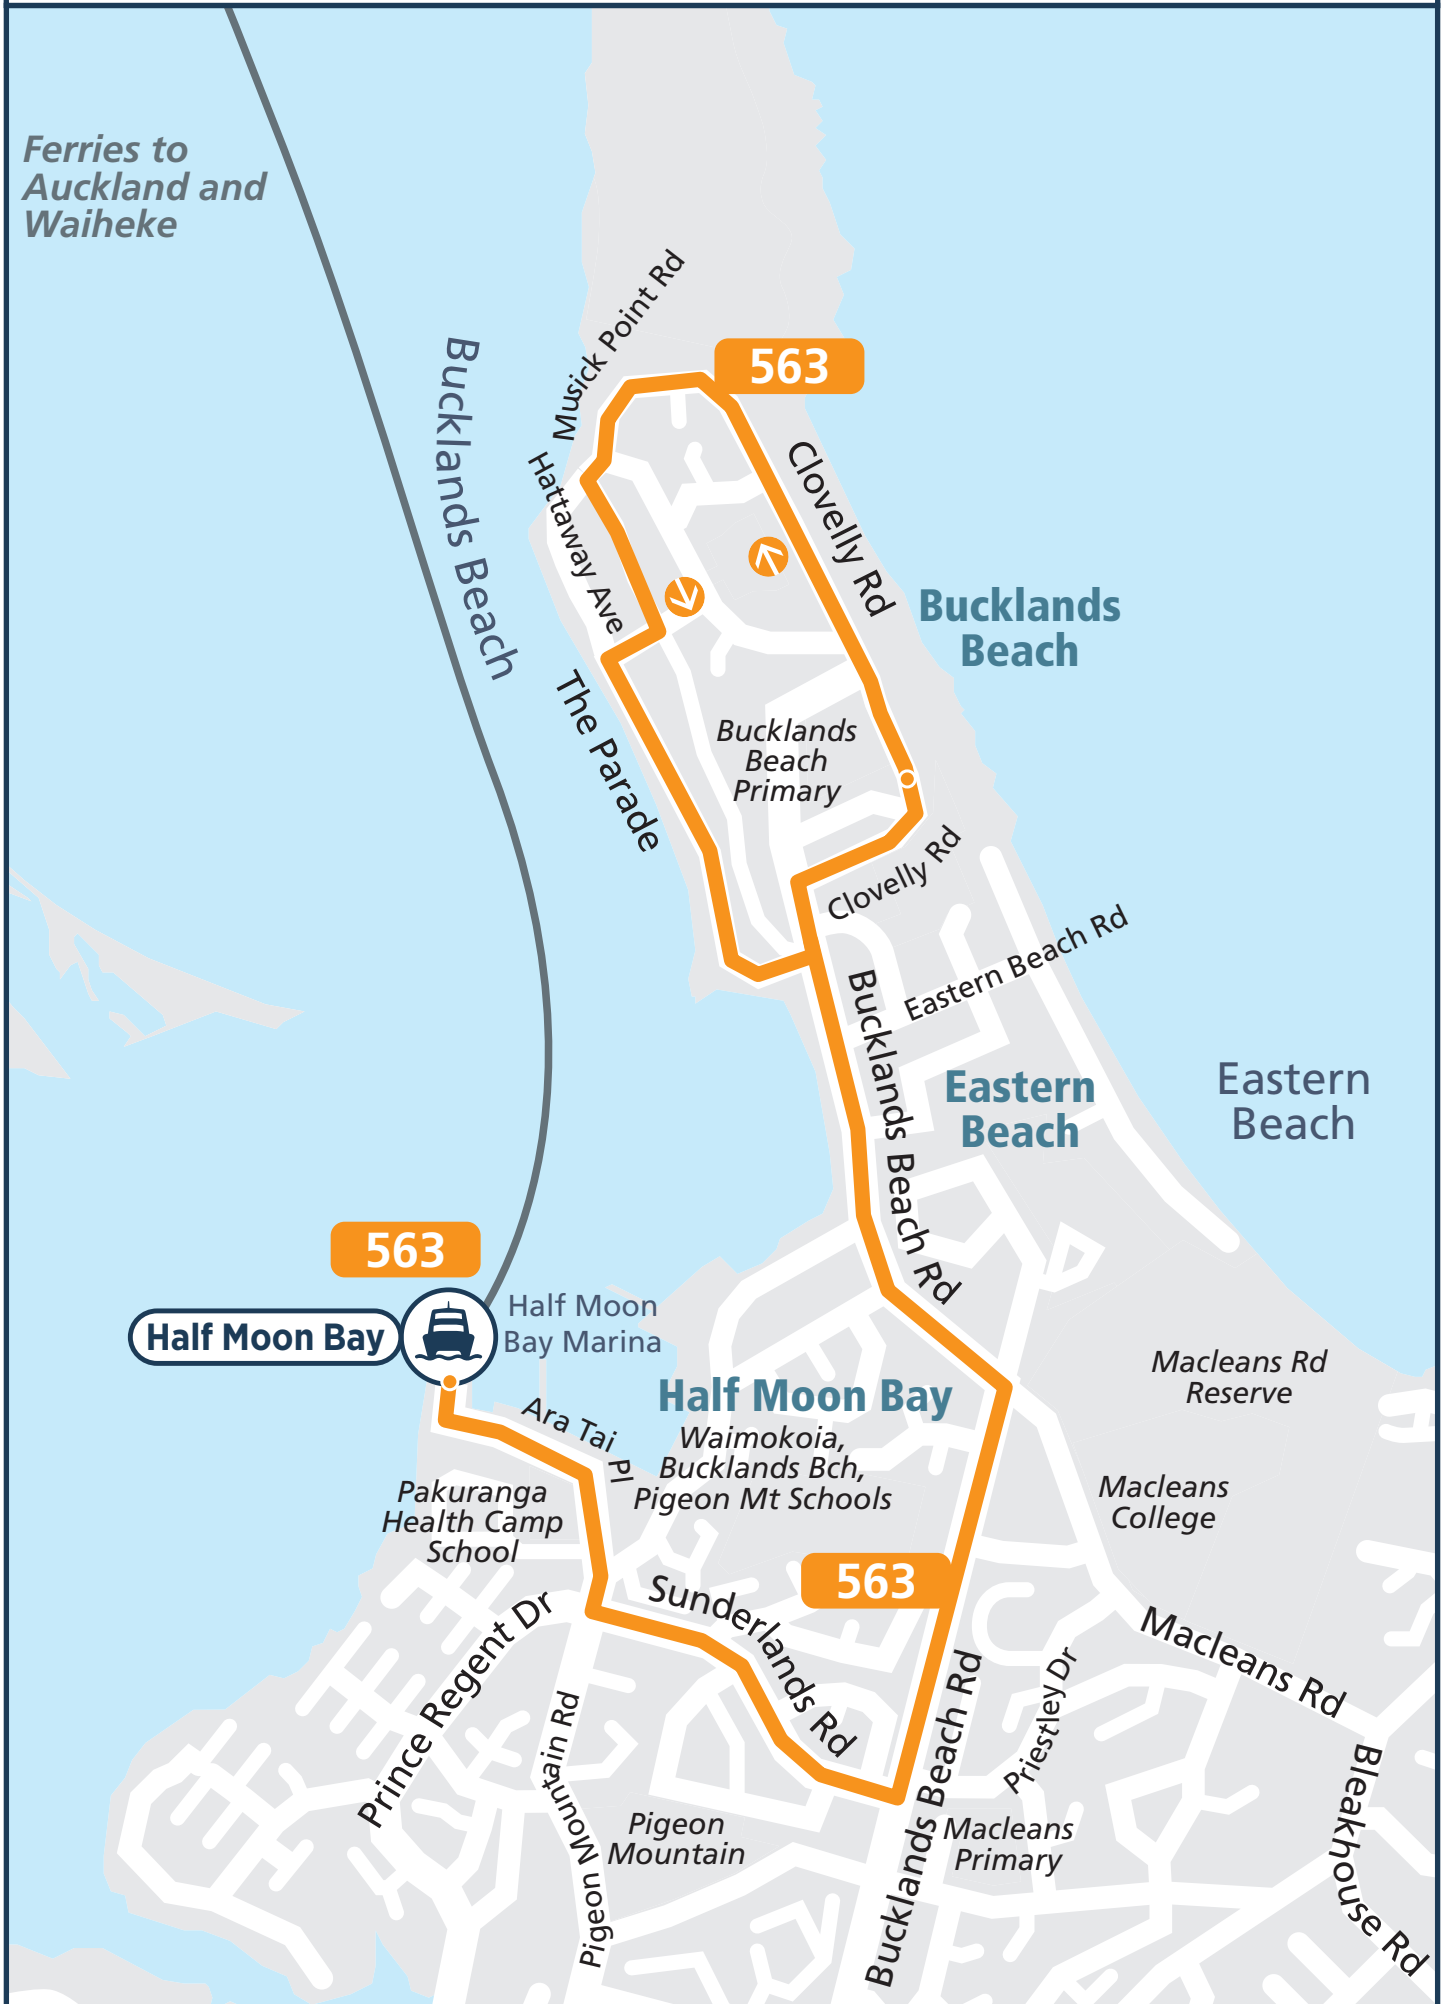 Ferries to
Auckland and
Waiheke
Musick Point Rd
Bucklands Beach
563
Hattaway Ave
Clovelly Rd
Bucklands
Beach
The Parade
Bucklands
Beach
Primary
Clovelly Rd
Eastern Beach Rd
Bucklands Beach Rd
Eastern
Beach
Eastern
Beach
563
Half Moon Bay
Half Moon
Bay Marina
Half Moon Bay
Macleans Rd
Reserve
Ara Tai Pl
Waimokoia,
Bucklands Bch,
Pigeon Mt Schools
Pakuranga
Health Camp
School
Macleans
College
563
Sunderlands Rd
Prince Regent Dr
Macleans Rd
Priestley Dr
Bucklands Beach Rd
Pigeon Mountain Rd
Bleakhouse Rd
Pigeon
Mountain
Macleans
Primary